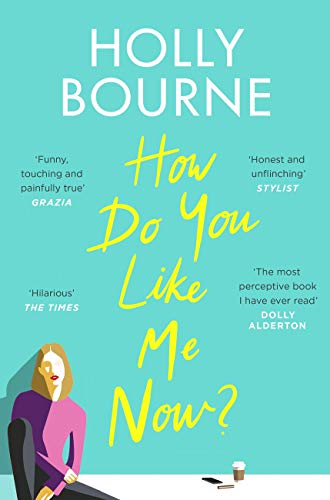 HOLLY
BOURNE
‘Funny,
touching and
painfully true’
GRAZIA
‘Honest and
unflinching’
STYLIST
How
Do You
Like
Me
Now?
‘Hilarious’
THE TIMES
‘The most
perceptive book
I have ever read’
DOLLY
ALDERTON